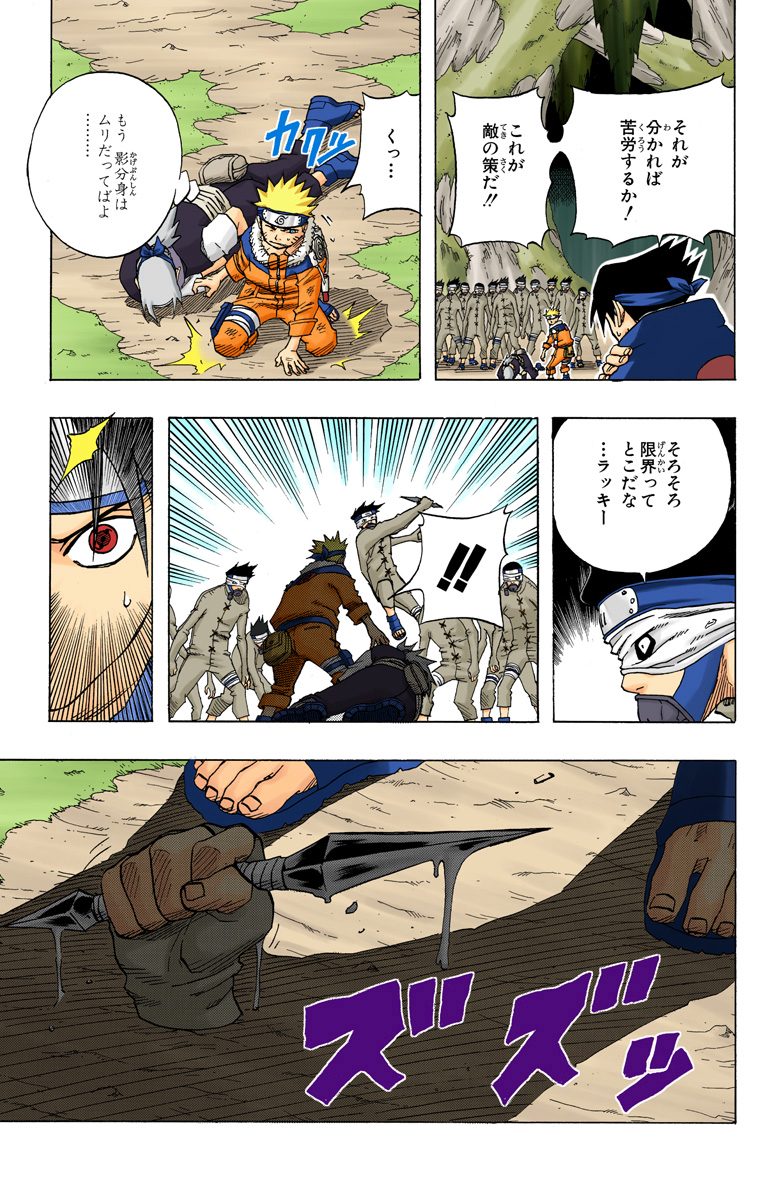 それが
分かれば
苦労するか!
これが
敵の策だ!!
くっ…
カクッ
もう影分身は
ムリだってばよ
………
そろそろ
限界って
とこだな
…ラッキー
!!
ズズズッ